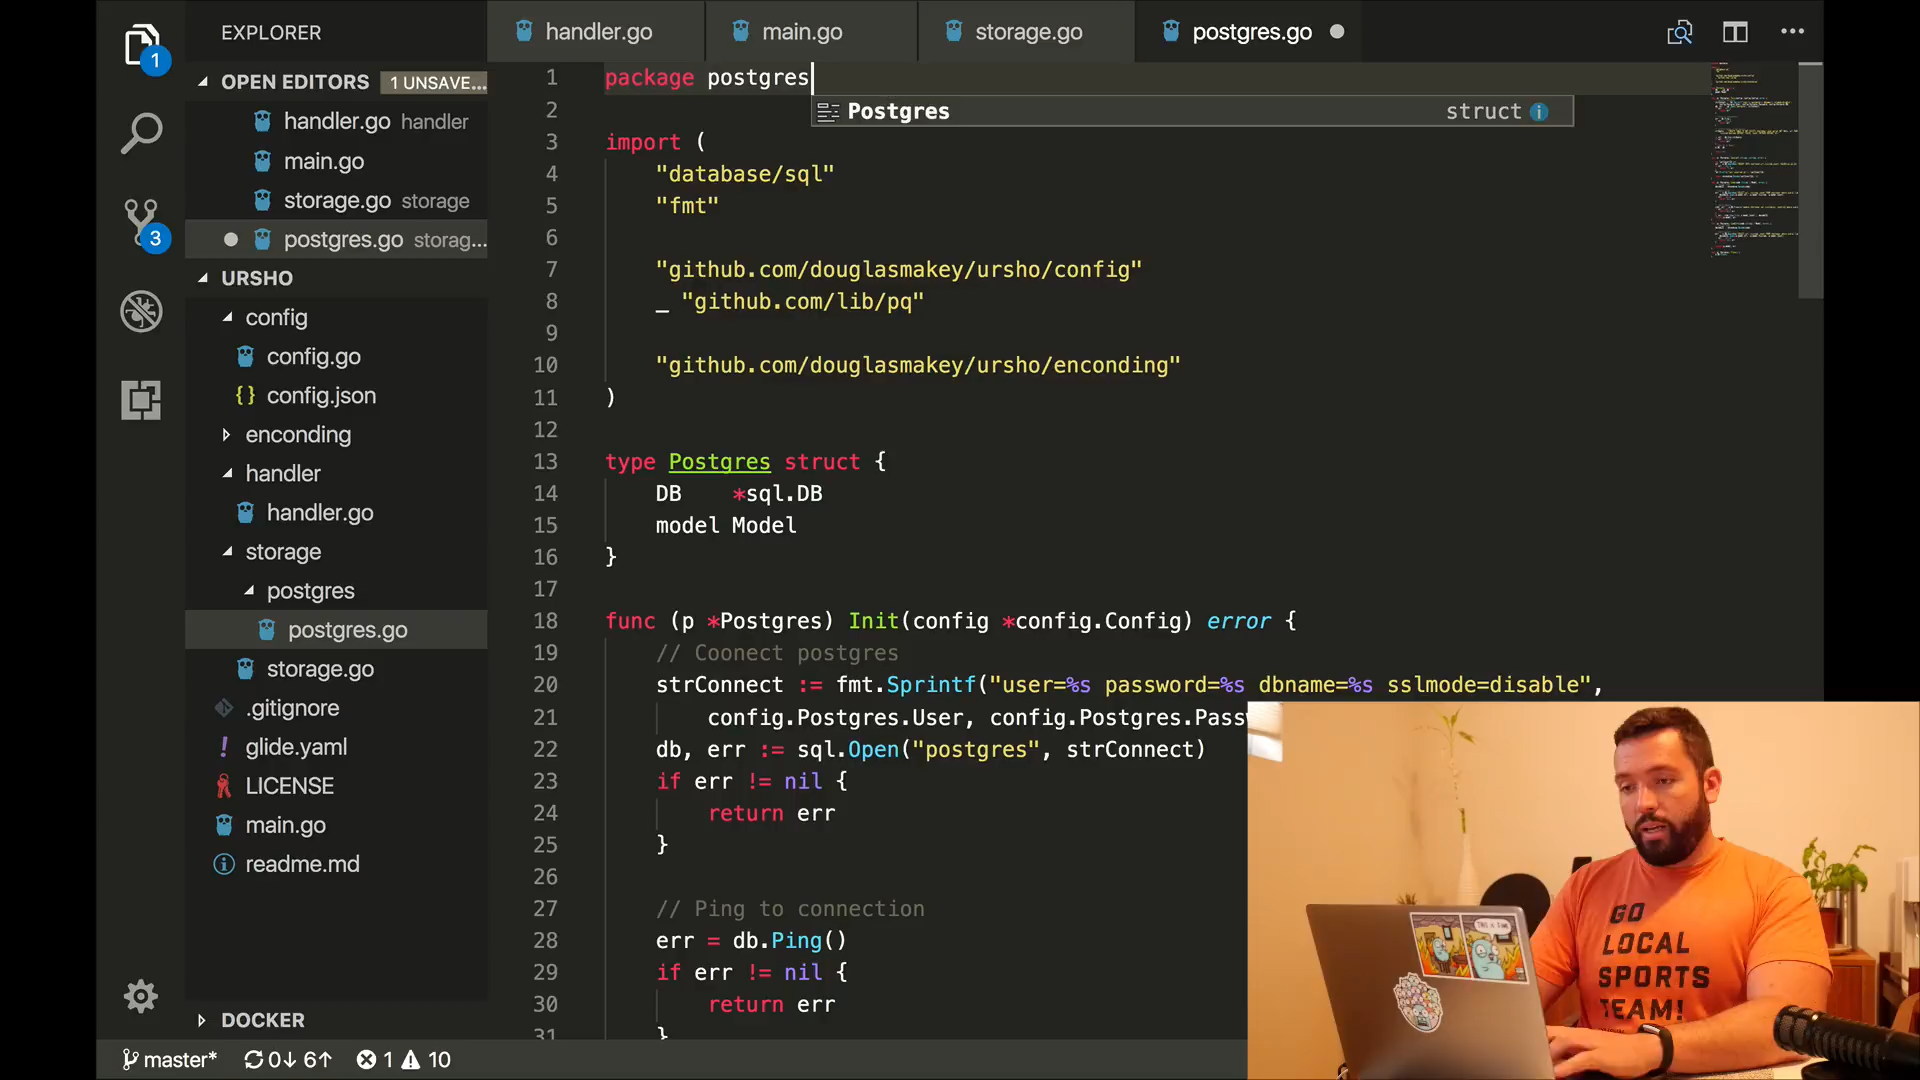 EXPLORER
OPEN EDITORS 1 UNSAVE...
handler.go handler
main.go
storage.go storage
postgres.go storag...
URSHO
config
config.go
config.json
enconding
handler
handler.go
storage
postgres
postgres.go
storage.go
.gitignore
glide.yaml
LICENSE
main.go
readme.md
DOCKER
1
3
handler.go main.go storage.go postgres.go
1 package postgres
Postgres struct
2
3 import (
4 "database/sql"
5 "fmt"
6
7 "github.com/douglasmakey/ursho/config"
8 _ "github.com/lib/pq"
9
10 "github.com/douglasmakey/ursho/enconding"
11 )
12
13 type Postgres struct {
14 DB *sql.DB
15 model Model
16 }
17
18 func (p *Postgres) Init(config *config.Config) error {
19 // Coonect postgres
20 strConnect := fmt.Sprintf("user=%s password=%s dbname=%s sslmode=disable",
21 config.Postgres.User, config.Postgres.Passw
22 db, err := sql.Open("postgres", strConnect)
23 if err != nil {
24 return err
25 }
26
27 // Ping to connection
28 err = db.Ping()
29 if err != nil {
30 return err
31 }
master* 0↓ 6↑ 1 10
GO
LOCAL
SPORTS
TEAM!